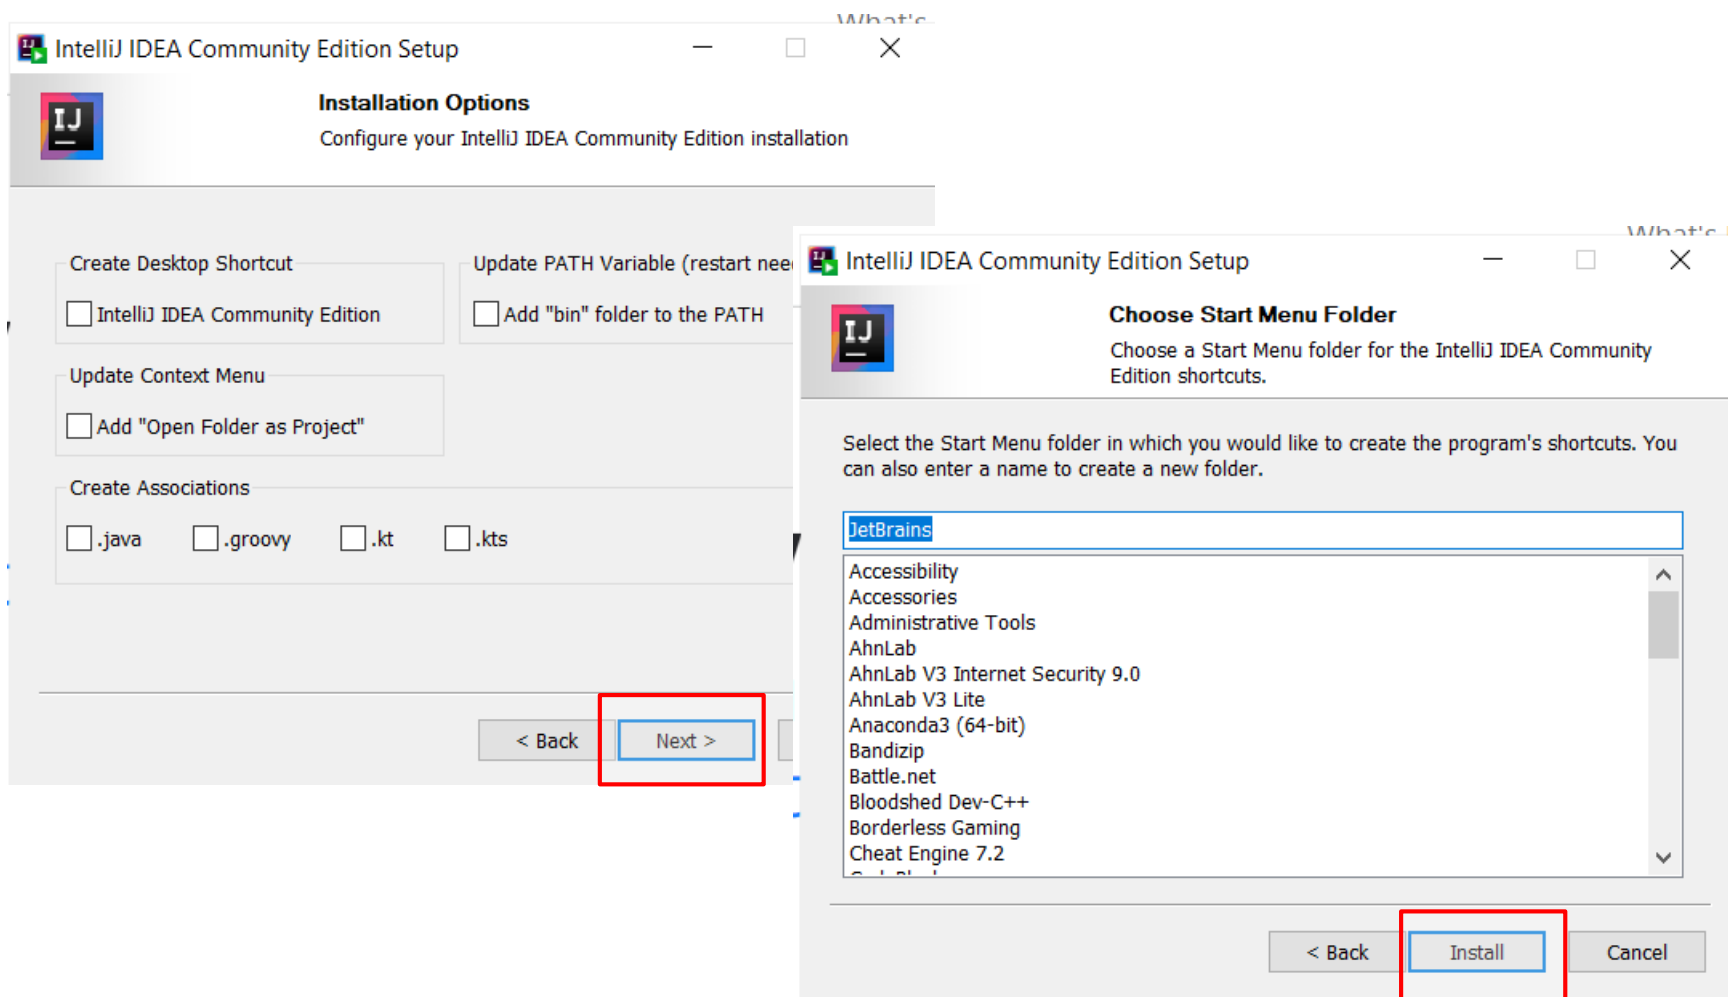 What's
IntelliJ IDEA Community Edition Setup
IJ
Installation Options
Configure your IntelliJ IDEA Community Edition installation
Create Desktop Shortcut
IntelliJ IDEA Community Edition
Update PATH Variable (restart
Add "bin" folder to the PATH
Update Context Menu
Add "Open Folder as Project"
Create Associations
.java
.groovy
.kt
.kts
< Back
Next >
What's
IntelliJ IDEA Community Edition Setup
IJ
Choose Start Menu Folder
Choose a Start Menu folder for the IntelliJ IDEA Community
Edition shortcuts.
Select the Start Menu folder in which you would like to create the program's shortcuts. You
can also enter a name to create a new folder.
JetBrains
Accessibility
Accessories
Administrative Tools
AhnLab
AhnLab V3 Internet Security 9.0
AhnLab V3 Lite
Anaconda3 (64-bit)
Bandizip
Battle.net
Bloodshed Dev-C++
Borderless Gaming
Cheat Engine 7.2
< Back
Install
Cancel